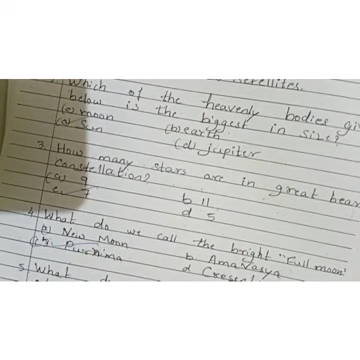 satellites.
Which of the heavenly bodies giv
below is the biggest in size?
(c) moon (b) earth
(a) Sun (d) jupiter
3. How many stars are in great bear
Constellation?
(a) 9 b 11
c. 7 d 5
4. What do we call the bright "full moon'
a) New Moon b Amavasya
Purnima d
5. What